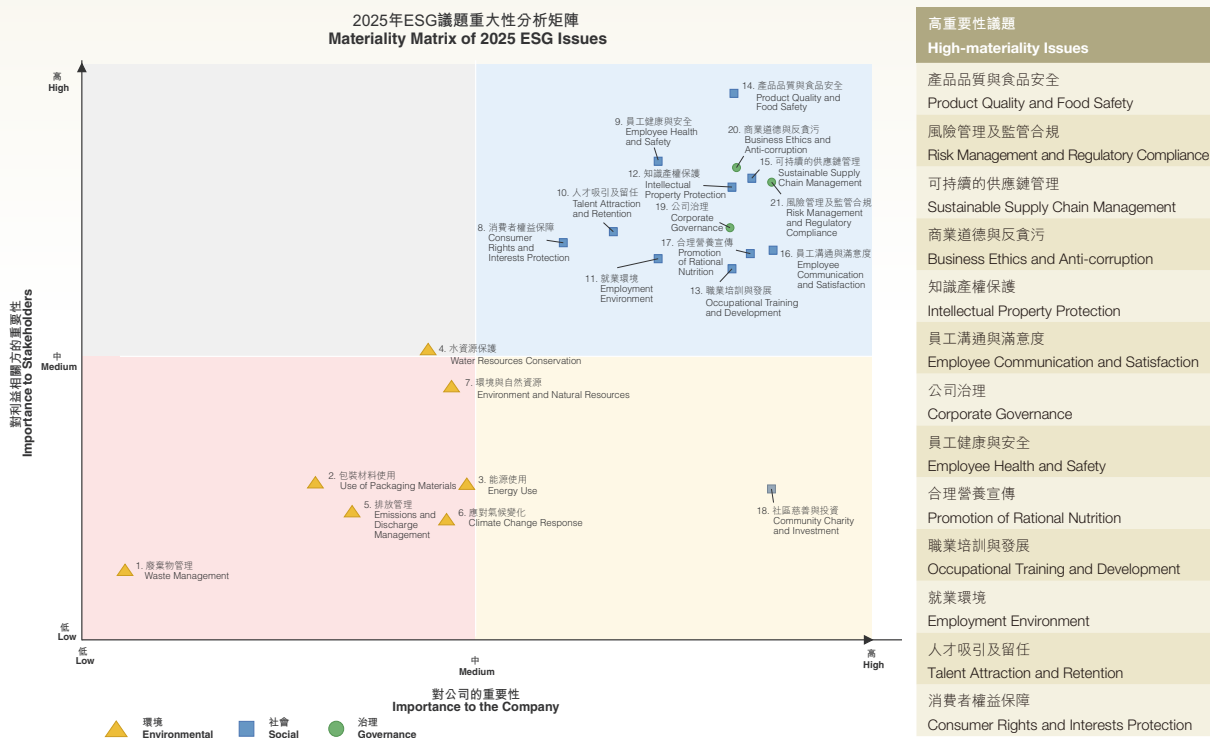 2025年ESG議題重大性分析矩陣
Materiality Matrix of 2025 ESG Issues
高
High
對利益相關方的重要性
Importance to Stakeholders
中
Medium
低
Low
14. 產品品質與食品安全
Product Quality and
Food Safety
9. 員工健康與安全
Employee Health
and Safety
20. 商業道德與反貪污
Business Ethics and
Anti-corruption
15. 可持續的供應鏈管理
Sustainable Supply
Chain Management
12. 知識產權保護
Intellectual
Property Protection
10. 人才吸引及留任
Talent Attraction
and Retention
21. 風險管理及監管合規
Risk Management
and Regulatory
Compliance
19. 公司治理
Corporate
Governance
8. 消費者權益保障
Consumer
Rights and
Interests Protection
17. 合理營養宣傳
Promotion
of Rational
Nutrition
16. 員工溝通與滿意度
Employee
Communication
and Satisfaction
11. 就業環境
Employment
Environment
13. 職業培訓與發展
Occupational Training
and Development
4. 水資源保護
Water Resources Conservation
7. 環境與自然資源
Environment and Natural Resources
2. 包裝材料使用
Use of Packaging Materials
3. 能源使用
Energy Use
5. 排放管理
Emissions and
Discharge
Management
6. 應對氣候變化
Climate Change Response
18. 社區慈善與投資
Community Charity
and Investment
1. 廢棄物管理
Waste Management
低
Low
中
Medium
高
High
對公司的重要性
Importance to the Company
環境
Environmental
社會
Social
治理
Governance
高重要性議題
High-materiality Issues
產品品質與食品安全
Product Quality and Food Safety
風險管理及監管合規
Risk Management and Regulatory Compliance
可持續的供應鏈管理
Sustainable Supply Chain Management
商業道德與反貪污
Business Ethics and Anti-corruption
知識產權保護
Intellectual Property Protection
員工溝通與滿意度
Employee Communication and Satisfaction
公司治理
Corporate Governance
員工健康與安全
Employee Health and Safety
合理營養宣傳
Promotion of Rational Nutrition
職業培訓與發展
Occupational Training and Development
就業環境
Employment Environment
人才吸引及留任
Talent Attraction and Retention
消費者權益保障
Consumer Rights and Interests Protection